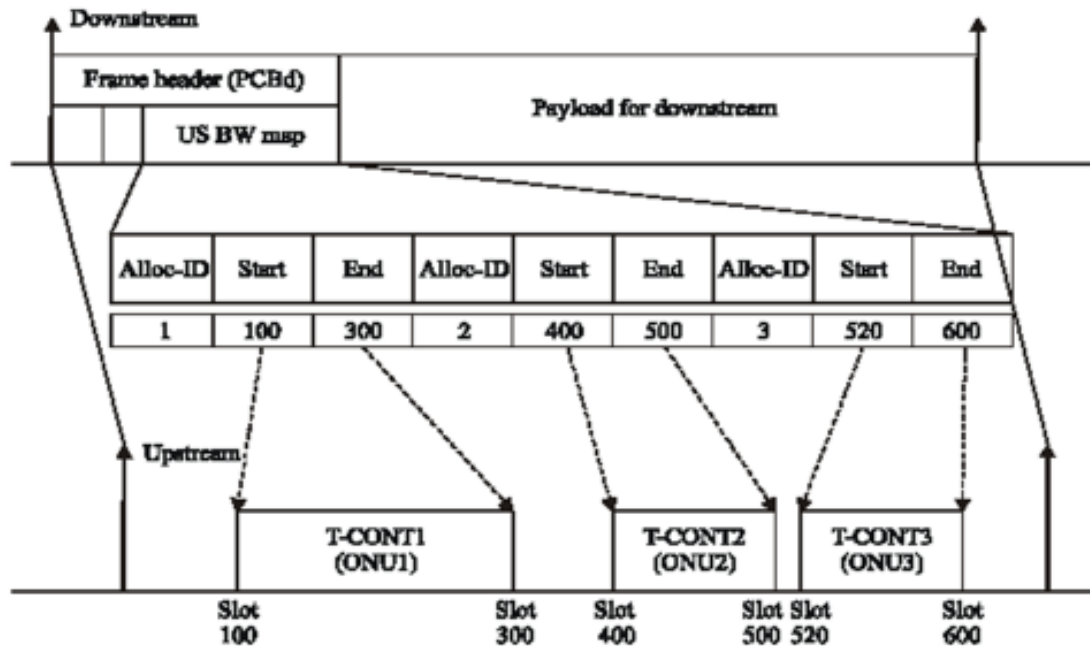 Downstream
Frame header (PCBd)
Payload for downstream
US BW map
Alloc-ID Start End Alloc-ID Start End Alloc-ID Start End
1 100 300 2 400 500 3 520 600
Upstream
T-CONT1 T-CONT2 T-CONT3
(ONU1) (ONU2) (ONU3)
Slot Slot Slot Slot Slot Slot
100 300 400 500 520 600